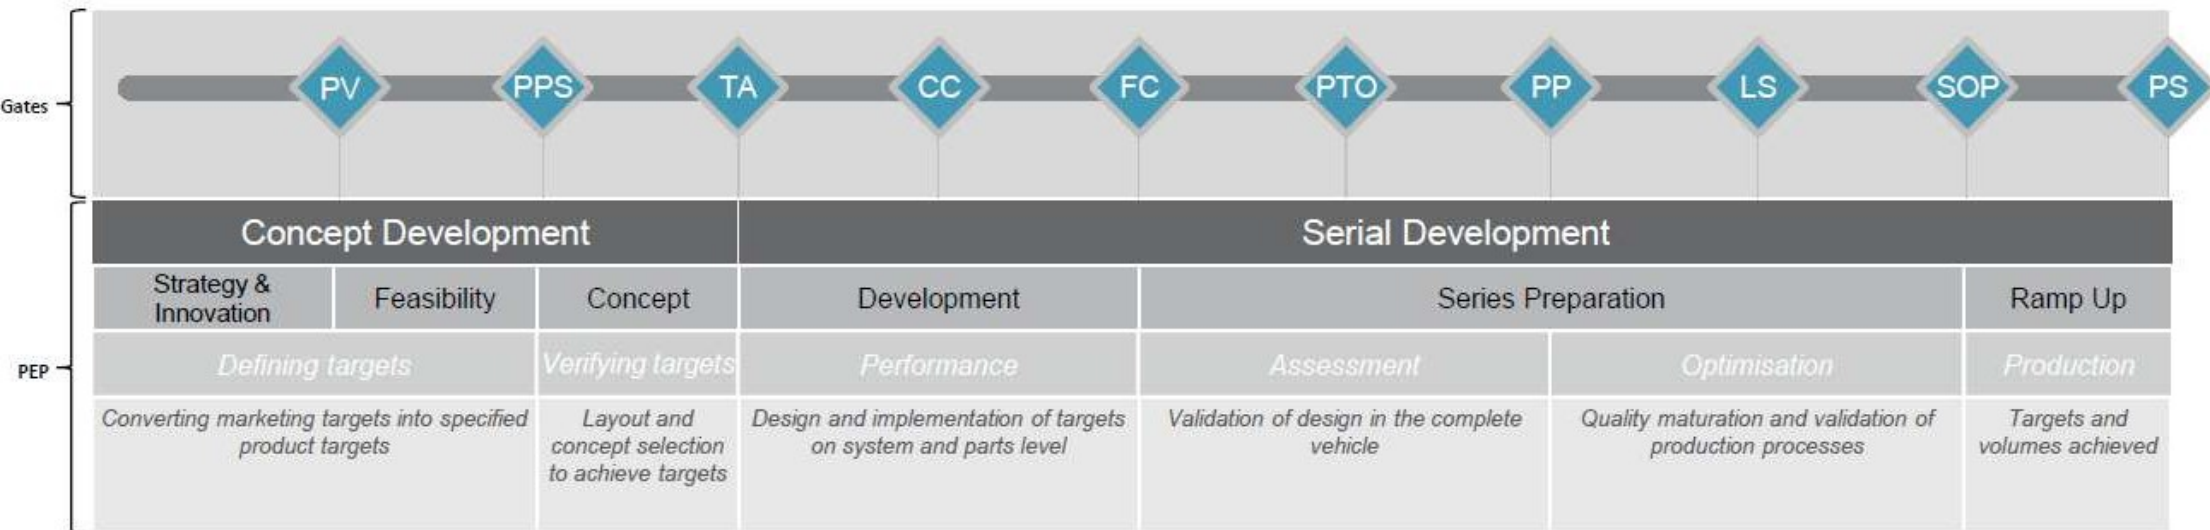 Gates
PV PPS TA CC FC PTO PP LS SOP PS
PEP
Concept Development
Serial Development
Strategy &
Innovation
Feasibility
Concept
Development
Series Preparation
Ramp Up
Defining targets
Verifying targets
Performance
Assessment
Optimisation
Production
Converting marketing targets into specified
product targets
Layout and
concept selection
to achieve targets
Design and implementation of targets
on system and parts level
Validation of design in the complete
vehicle
Quality maturation and validation of
production processes
Targets and
volumes achieved